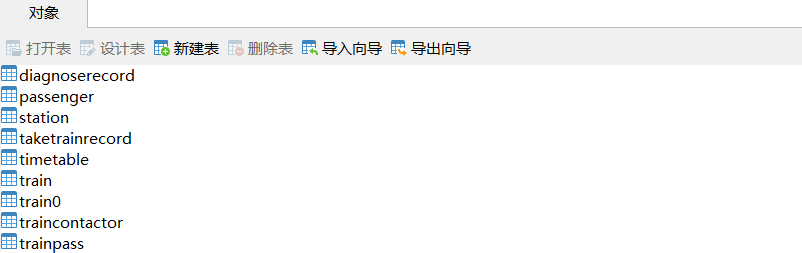 对象
打开表 设计表 新建表 删除表 导入向导 导出向导
diagnoserecord
passenger
station
taketrainrecord
timetable
train
train0
traincontactor
trainpass